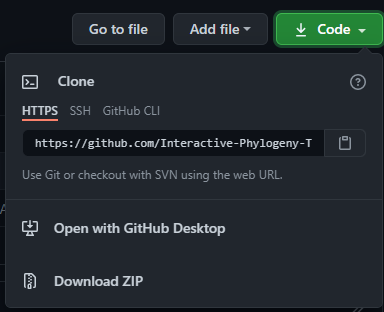 Go to file Add file Code
Clone
HTTPS SSH GitHub CLI
https://github.com/Interactive-Phylogeny-T
Use Git or checkout with SVN using the web URL.
Open with GitHub Desktop
Download ZIP